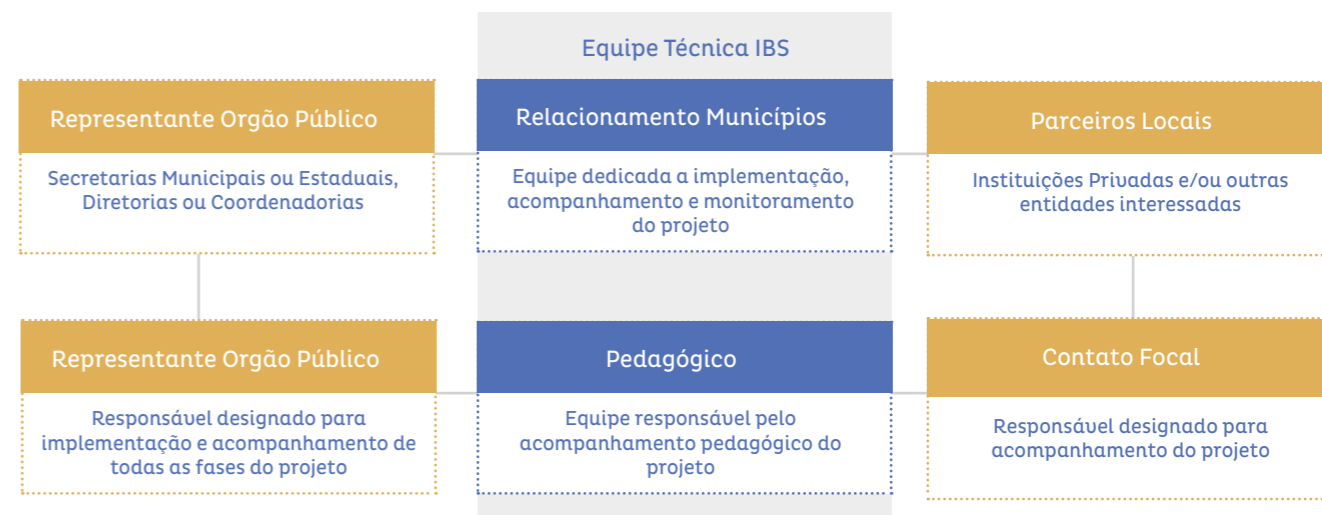 Equipe Técnica IBS
Representante Orgão Público
Secretarias Municipais ou Estaduais,
Diretorias ou Coordenadorias
Relacionamento Municípios
Equipe dedicada a implementação,
acompanhamento e monitoramento
do projeto
Parceiros Locais
Instituições Privadas e/ou outras
entidades interessadas
Representante Orgão Público
Responsável designado para
implementação e acompanhamento de
todas as fases do projeto
Pedagógico
Equipe responsável pelo
acompanhamento pedagógico do
projeto
Contato Focal
Responsável designado para
acompanhamento do projeto